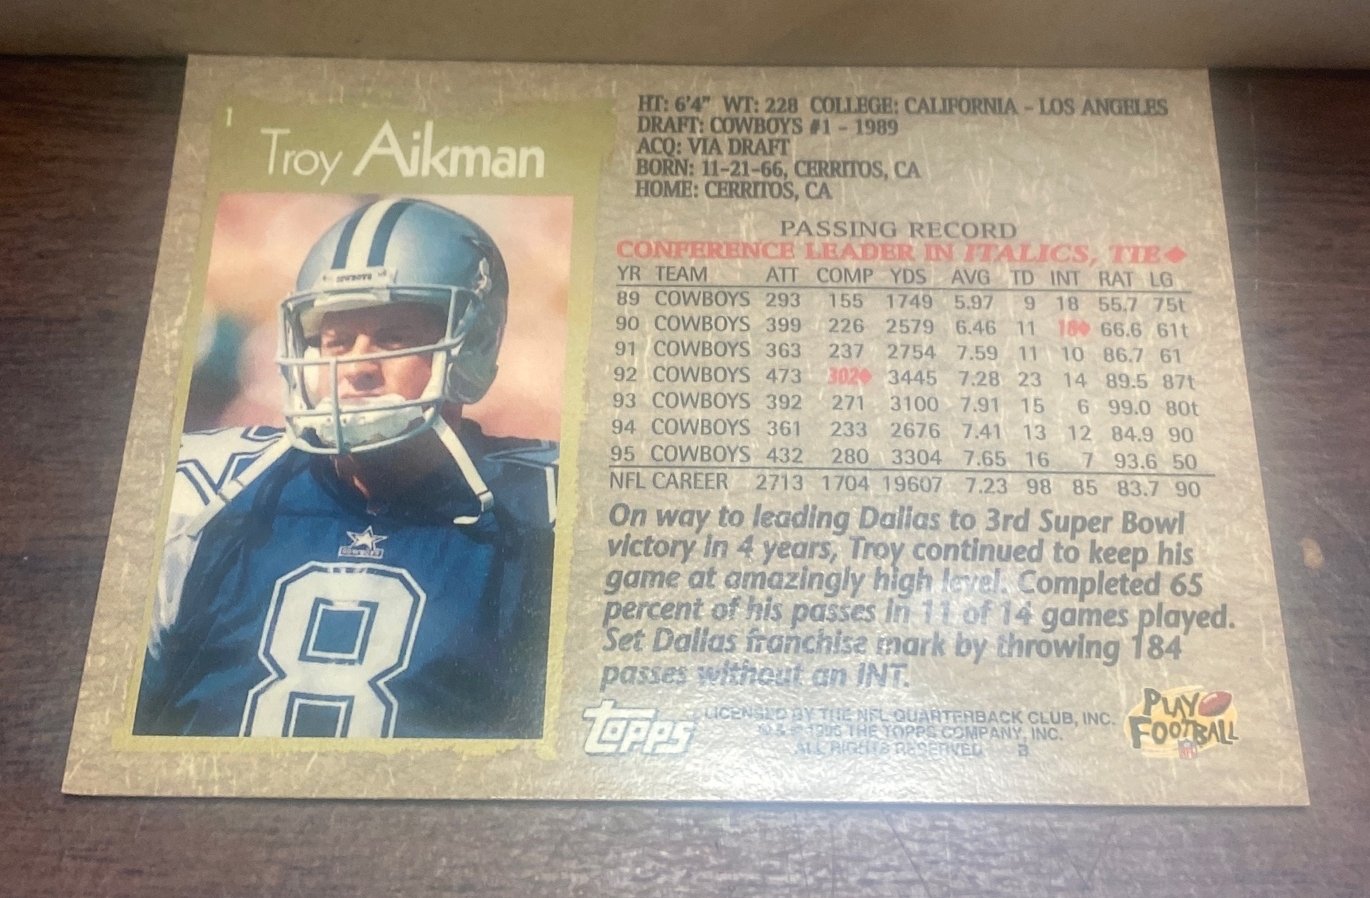 1
Troy Aikman
COWBOYS
COWBOYS
8
HT: 6'4" WT: 228 COLLEGE: CALIFORNIA – LOS ANGELES
DRAFT: COWBOYS #1 – 1989
ACQ: VIA DRAFT
BORN: 11-21-66, CERRITOS, CA
HOME: CERRITOS, CA
PASSING RECORD
CONFERENCE LEADER IN ITALICS, TIE♦
YR TEAM ATT COMP YDS AVG TD INT RAT LG
89 COWBOYS 293 155 1749 5.97 9 18 55.7 75t
90 COWBOYS 399 226 2579 6.46 11 18♦ 66.6 61t
91 COWBOYS 363 237 2754 7.59 11 10 86.7 61
92 COWBOYS 473 302♦ 3445 7.28 23 14 89.5 87t
93 COWBOYS 392 271 3100 7.91 15 6 99.0 80t
94 COWBOYS 361 233 2676 7.41 13 12 84.9 90
95 COWBOYS 432 280 3304 7.65 16 7 93.6 50
NFL CAREER 2713 1704 19607 7.23 98 85 83.7 90
On way to leading Dallas to 3rd Super Bowl
victory in 4 years, Troy continued to keep his
game at amazingly high level. Completed 65
percent of his passes in 11 of 14 games played.
Set Dallas franchise mark by throwing 184
passes without an INT.
TOPPS
LICENSED BY THE NFL QUARTERBACK CLUB, INC.
© & ® 1996 THE TOPPS COMPANY, INC.
ALL RIGHTS RESERVED B
PLAY
FOOTBALL
NFL